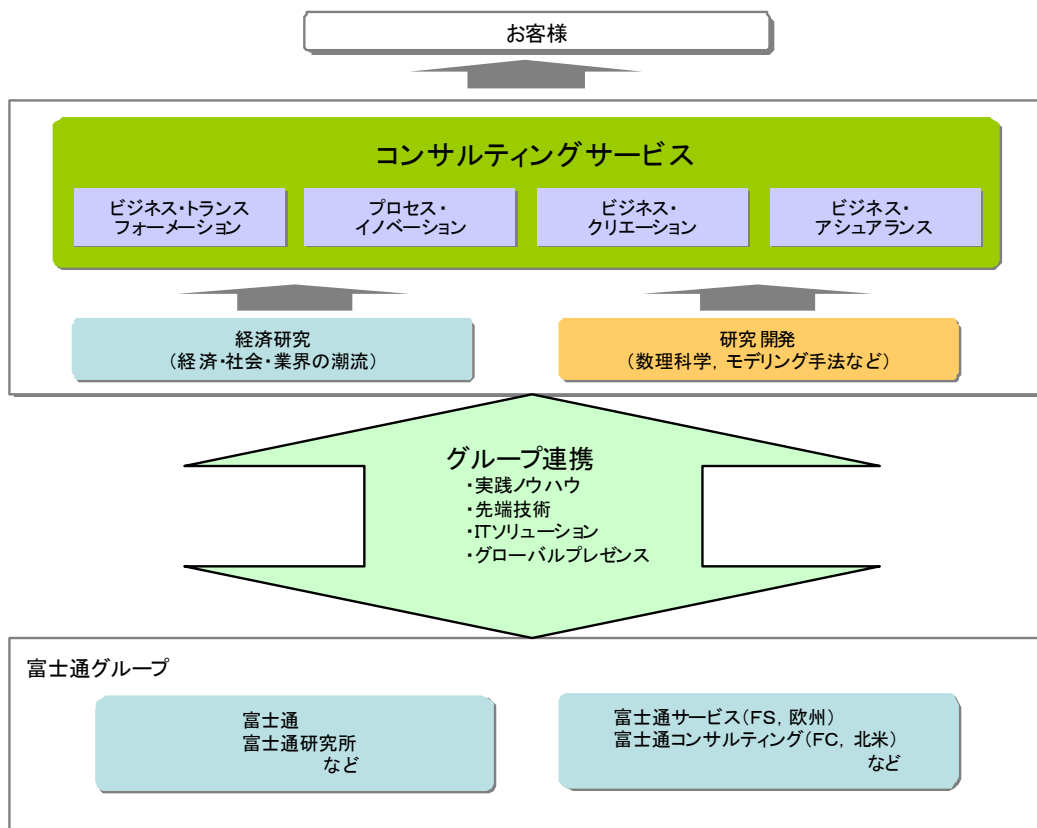 お客様
コンサルティングサービス
ビジネス・トランス
フォーメーション
プロセス・
イノベーション
ビジネス・
クリエーション
ビジネス・
アシュアランス
経済研究
（経済・社会・業界の潮流）
研究開発
（数理科学，モデリング手法など）
グループ連携
・実践ノウハウ
・先端技術
・ITソリューション
・グローバルプレゼンス
富士通グループ
富士通
富士通研究所
など
富士通サービス（FS，欧州）
富士通コンサルティング（FC，北米）
など